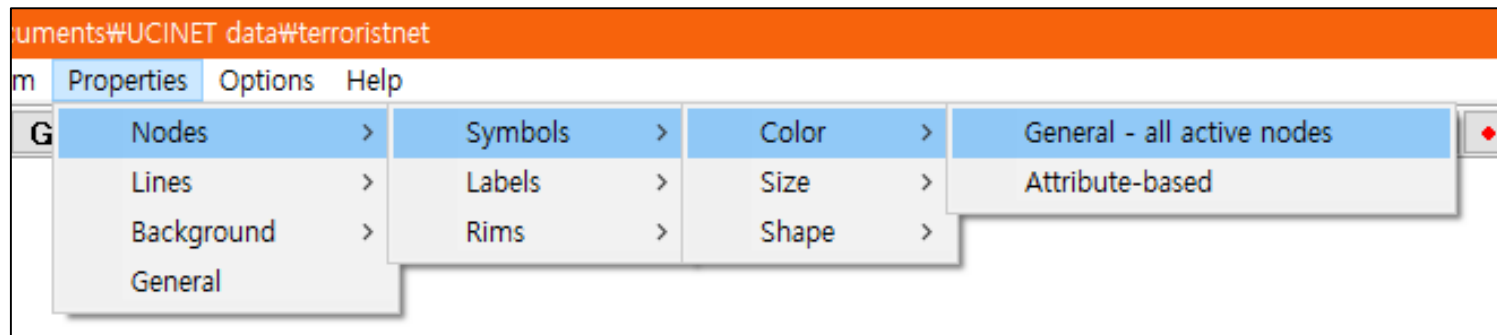 uments₩UCINET data₩terroristnet
m Properties Options Help
G Nodes > Symbols > Color > General - all active nodes
Lines > Labels > Size > Attribute-based
Background > Rims > Shape >
General